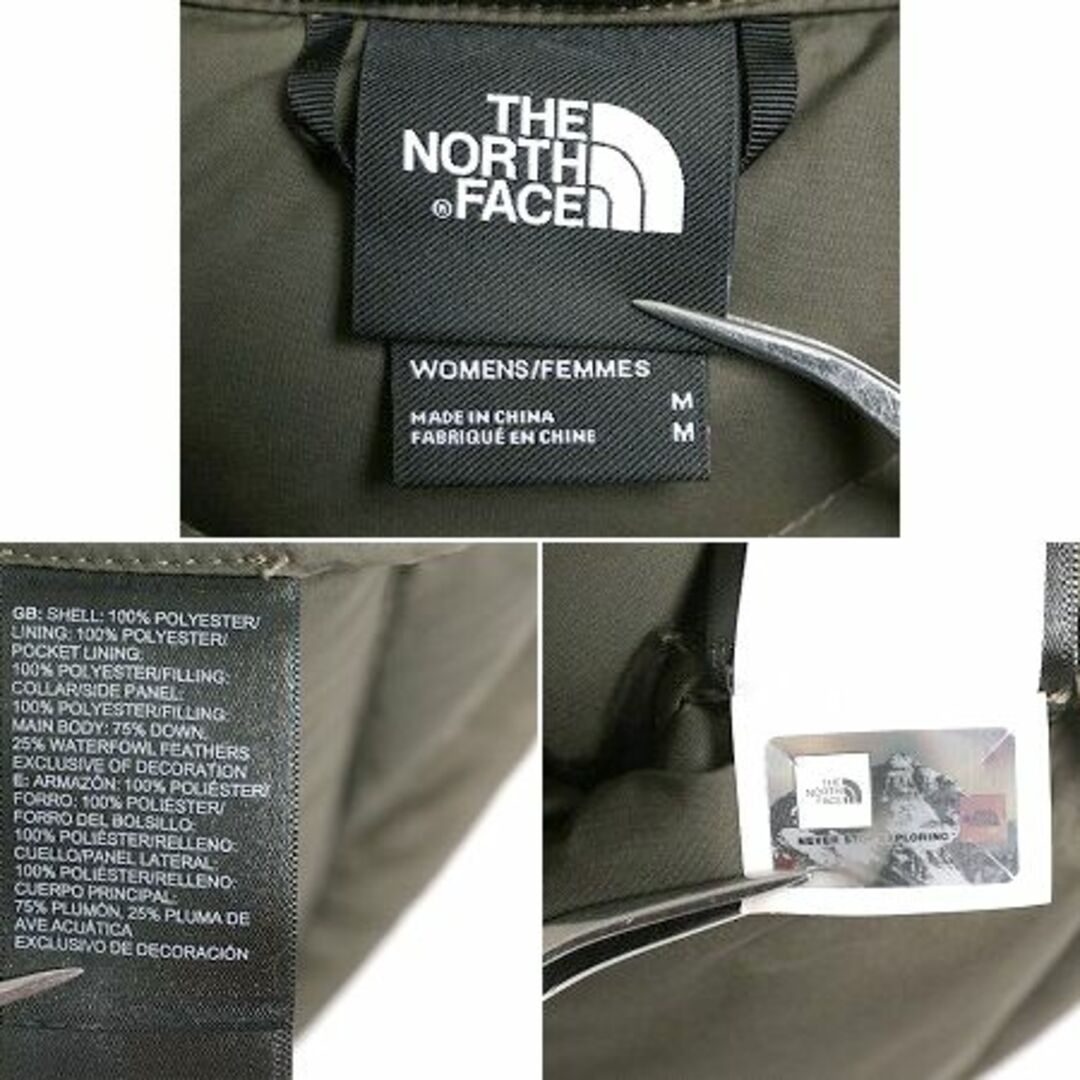 THE
NORTH
®FACE
WOMENS/FEMMES
M
MADE IN CHINA
FABRIQUÉ EN CHINE
M
GB: SHELL: 100% POLYESTER/
LINING: 100% POLYESTER/
POCKET LINING:
100% POLYESTER/FILLING:
COLLAR/SIDE PANEL:
100% POLYESTER/FILLING:
MAIN BODY: 75% DOWN,
25% WATERFOWL FEATHERS
EXCLUSIVE OF DECORATION
E: ARMAZÓN: 100% POLIÉSTER/
FORRO: 100% POLIÉSTER/
FORRO DEL BOLSILLO:
100% POLIÉSTER/RELLENO:
CUELLO/PANEL LATERAL:
100% POLIÉSTER/RELLENO:
CUERPO PRINCIPAL:
75% PLUMÓN, 25% PLUMA DE
AVE ACUÁTICA
EXCLUSIVO DE DECORACIÓN
THE
NORTH
FACE
NEVER STOP EXPLORING